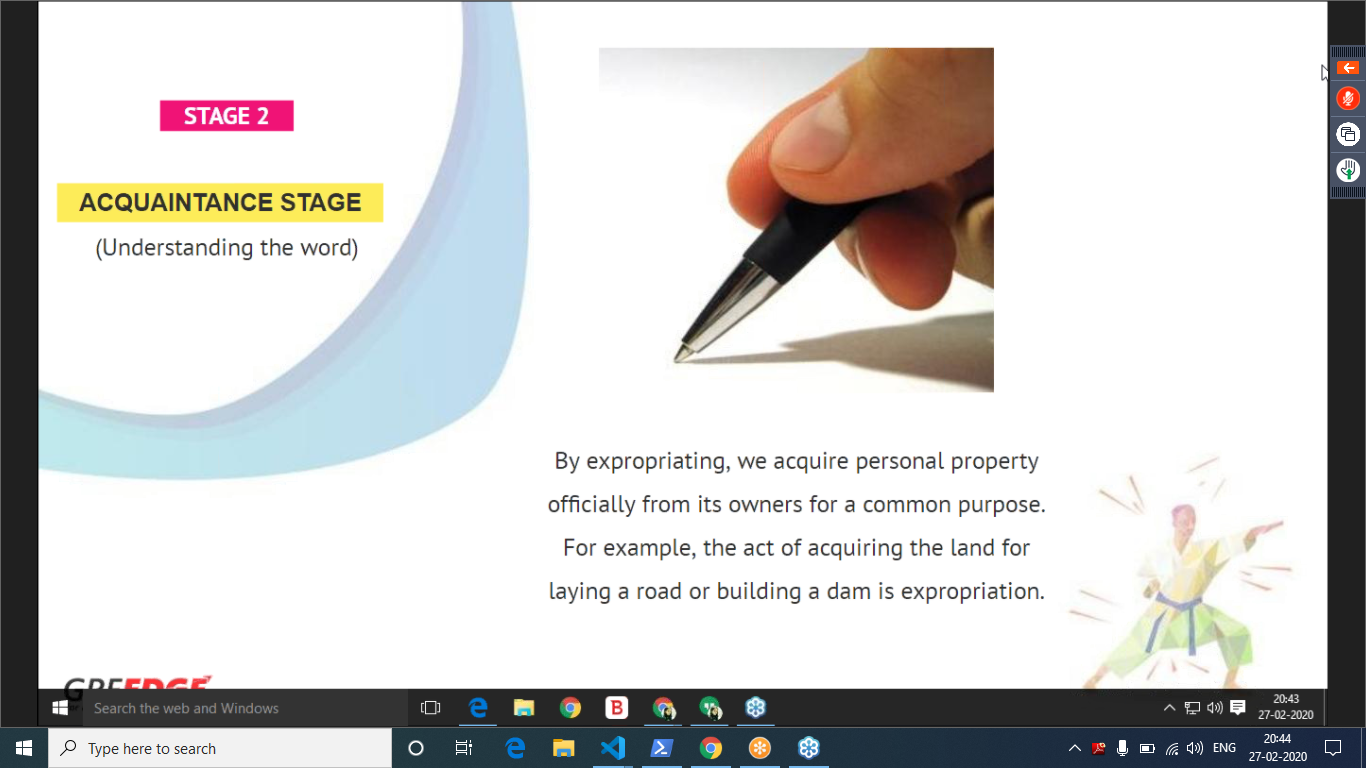 STAGE 2
ACQUAINTANCE STAGE
(Understanding the word)
By expropriating, we acquire personal property
officially from its owners for a common purpose.
For example, the act of acquiring the land for
laying a road or building a dam is expropriation.
Search the web and Windows
B
20:43
27-02-2020
Type here to search
ENG
20:44
27-02-2020